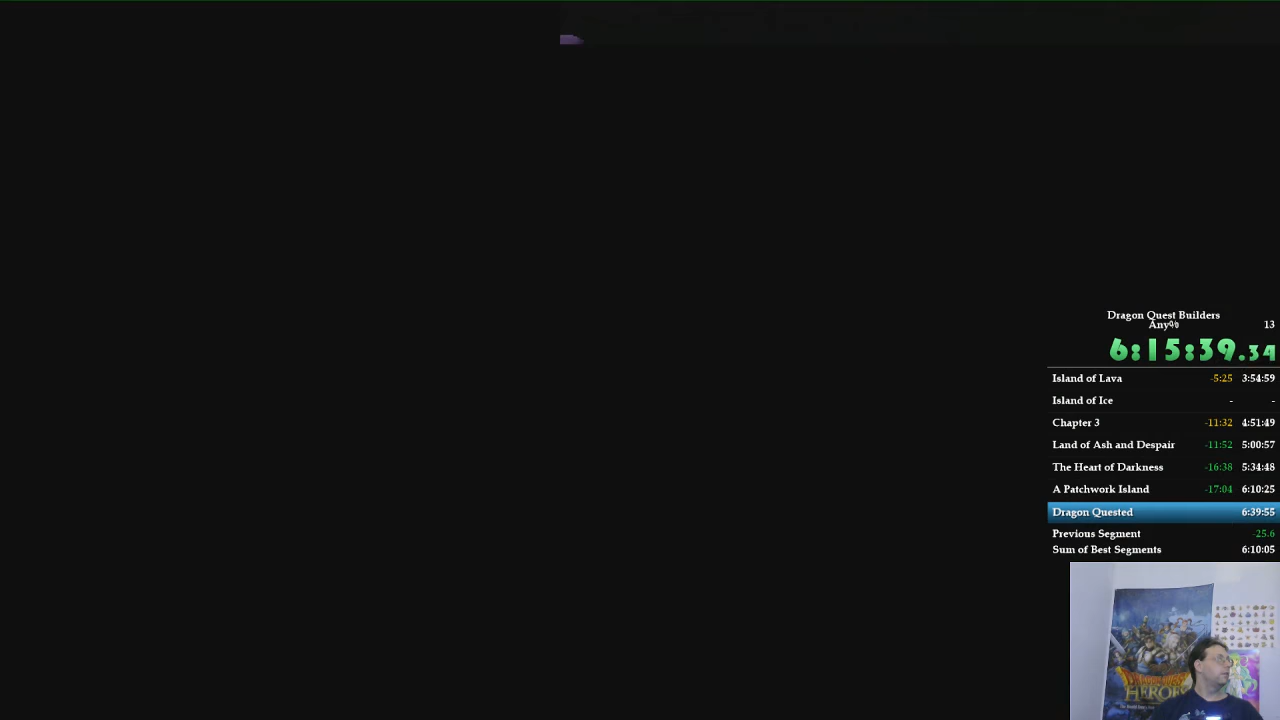 Dragon Quest Builders
Any% 13
6:15:39.34
Island of Lava -5:25 3:54:59
Island of Ice - -
Chapter 3 -11:32 4:51:49
Land of Ash and Despair -11:52 5:00:57
The Heart of Darkness -16:38 5:34:48
A Patchwork Island -17:04 6:10:25
Dragon Quested 6:39:55
Previous Segment -25.6
Sum of Best Segments 6:10:05
DRAGON QUEST
HEROES